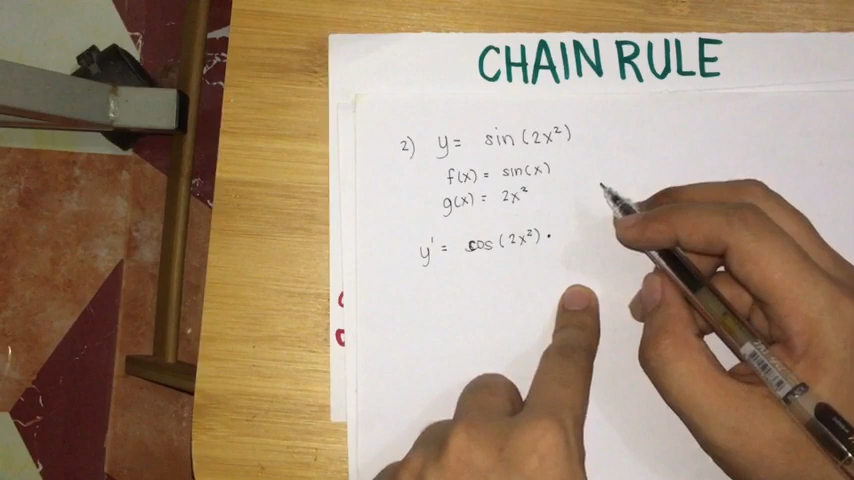 CHAIN RULE
2) y = sin(2x²)
f(x) = sin(x)
g(x) = 2x²
y' = cos(2x²) •